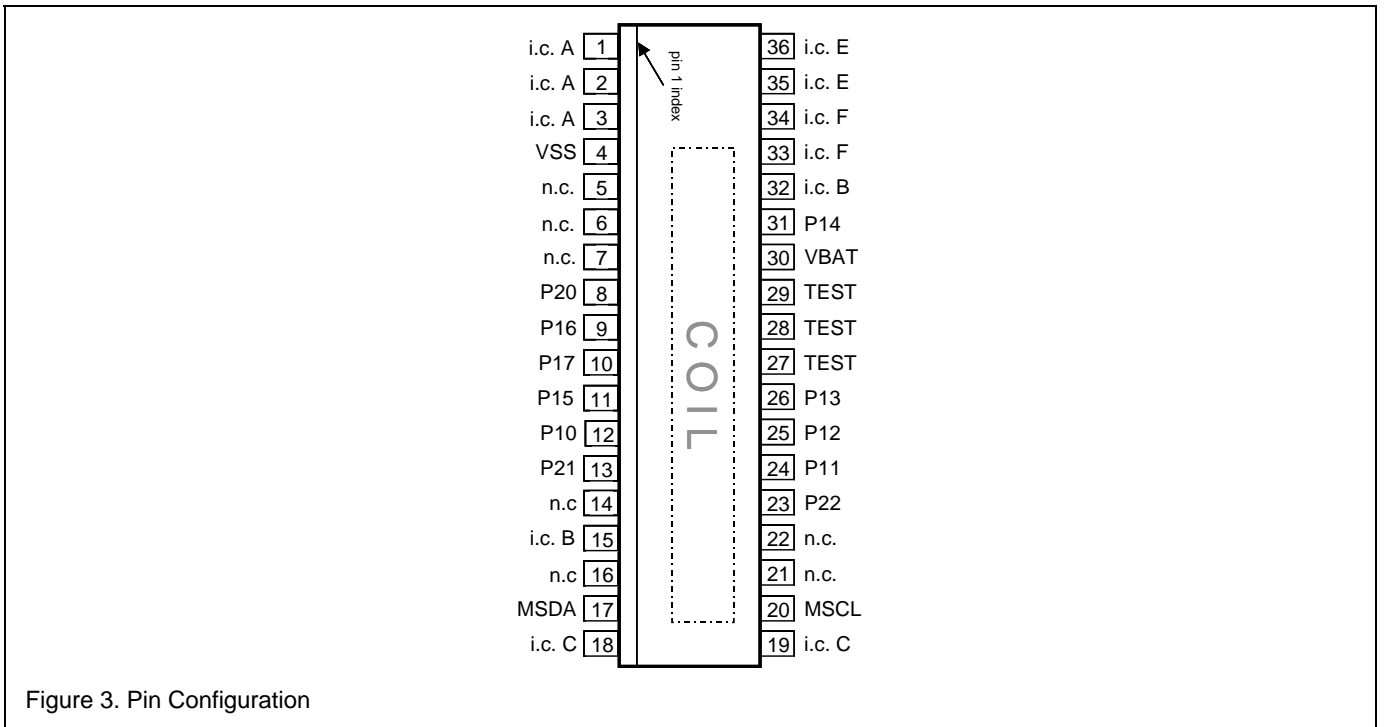 i.c. A 1
i.c. A 2
i.c. A 3
VSS 4
n.c. 5
n.c. 6
n.c. 7
P20 8
P16 9
P17 10
P15 11
P10 12
P21 13
n.c 14
i.c. B 15
n.c 16
MSDA 17
i.c. C 18
pin 1 index
COIL
36 i.c. E
35 i.c. E
34 i.c. F
33 i.c. F
32 i.c. B
31 P14
30 VBAT
29 TEST
28 TEST
27 TEST
26 P13
25 P12
24 P11
23 P22
22 n.c.
21 n.c.
20 MSCL
19 i.c. C
Figure 3. Pin Configuration